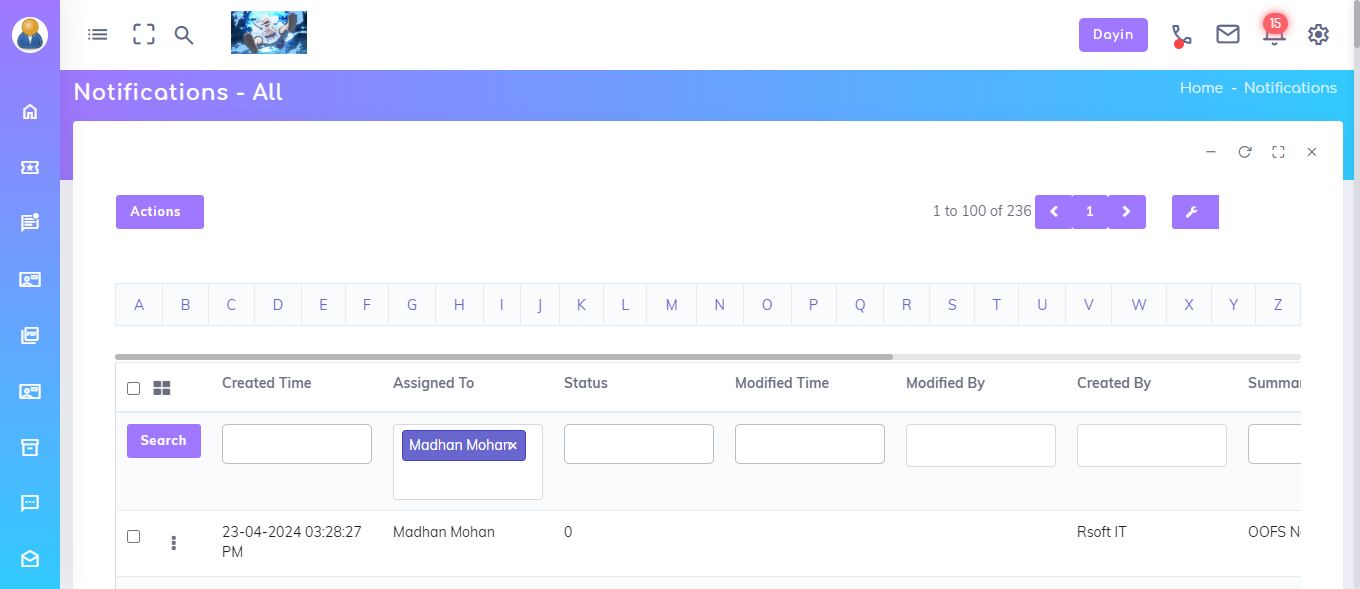 Dayin
15
Notifications - All
Home - Notifications
Actions
1 to 100 of 236
1
A B C D E F G H I J K L M N O P Q R S T U V W X Y Z
Created Time Assigned To Status Modified Time Modified By Created By
Search
Madhan Mohan×
23-04-2024 03:28:27 Madhan Mohan 0 Rsoft IT OOFS
PM